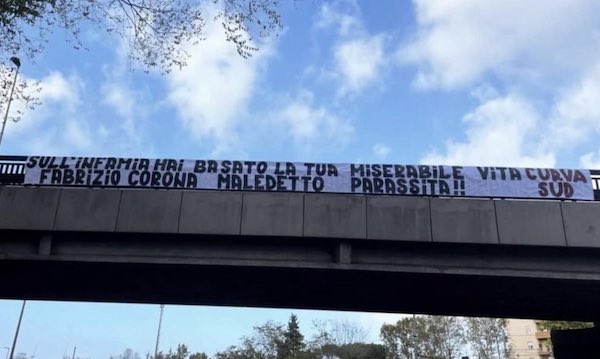 SULL'INFAMIA HAI BASATO LA TUA MISERABILE VITA CURVA
FABRIZIO CORONA MALEDETTO PARASSITA!! SUD